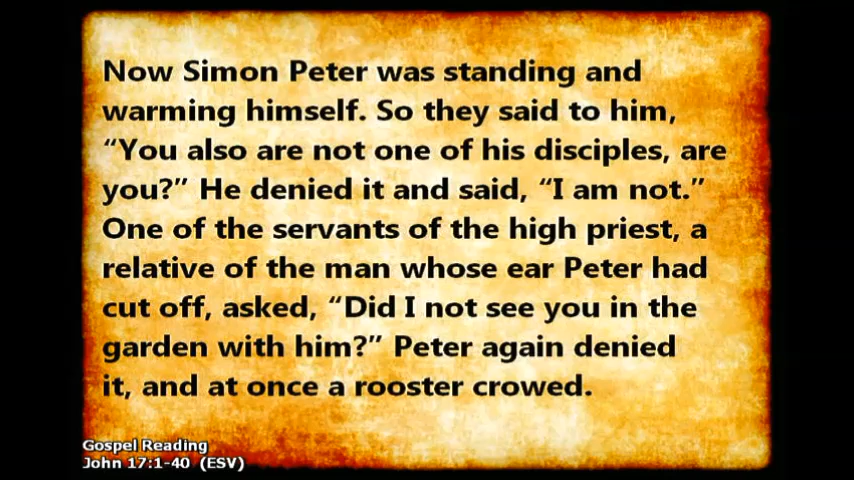 Now Simon Peter was standing and
warming himself. So they said to him,
“You also are not one of his disciples, are
you?” He denied it and said, “I am not.”
One of the servants of the high priest, a
relative of the man whose ear Peter had
cut off, asked, “Did I not see you in the
garden with him?” Peter again denied
it, and at once a rooster crowed.
Gospel Reading
John 17:1-40 (ESV)